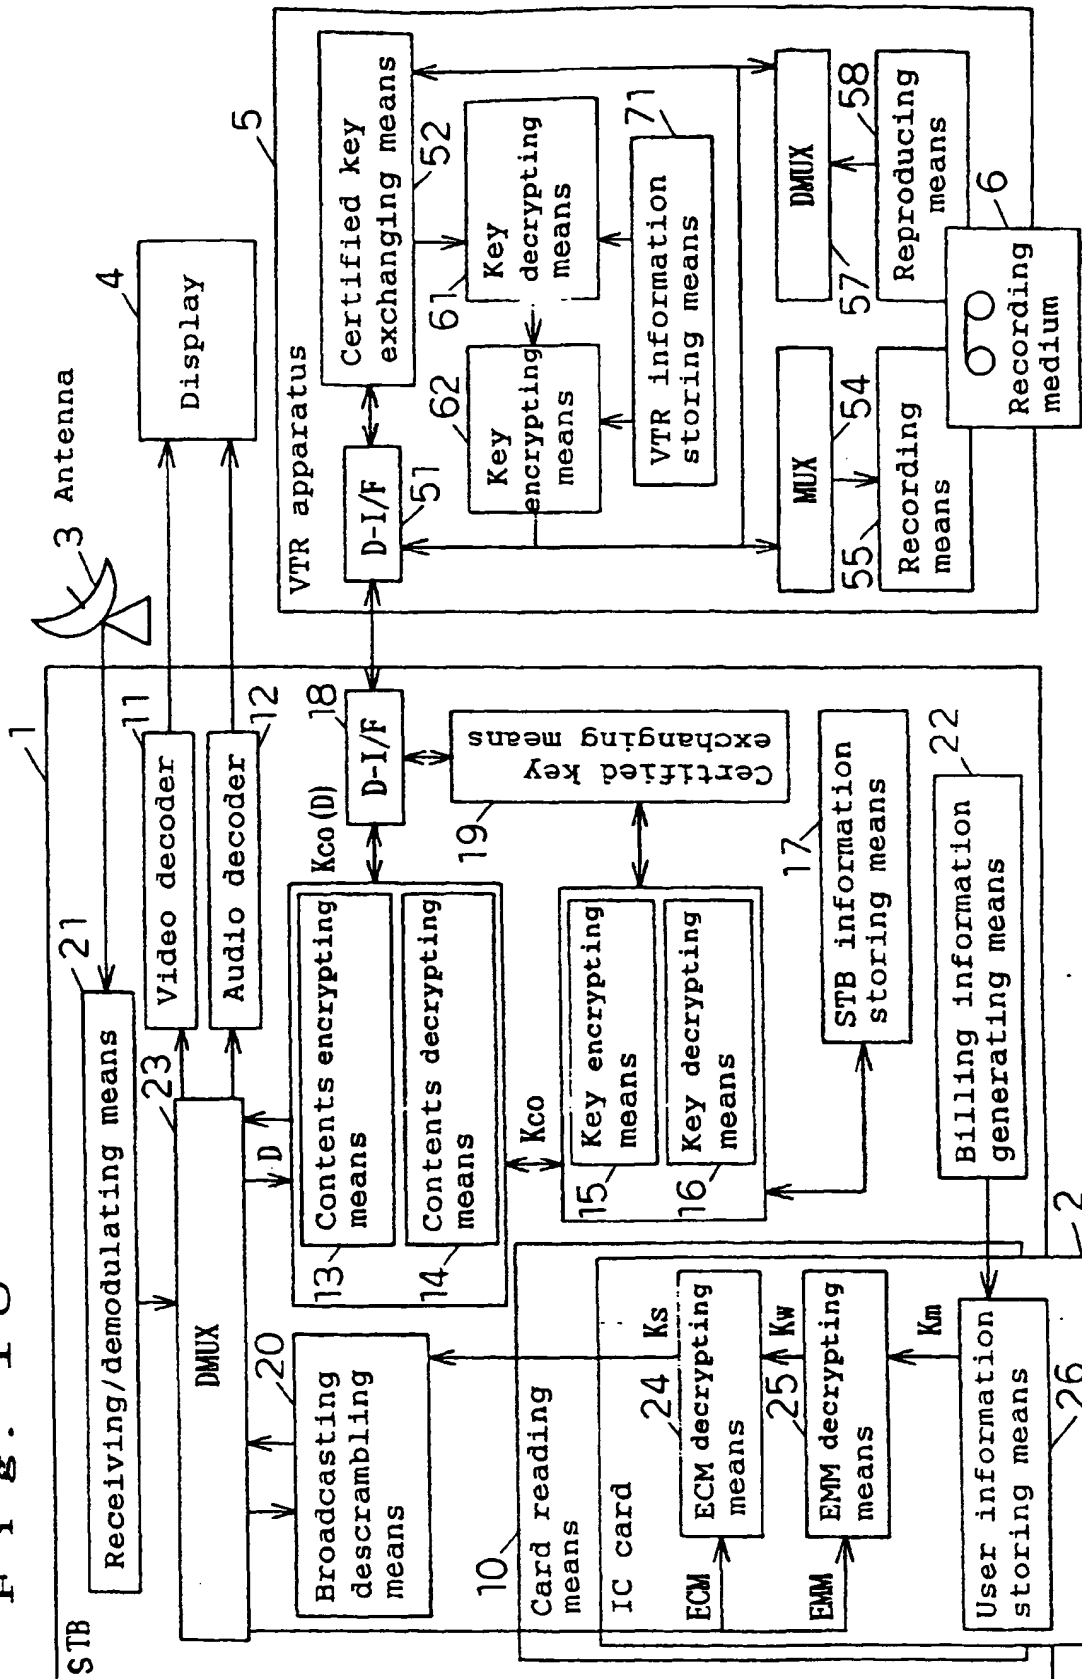 Fig. 10
STB
1
Receiving/demodulating means
21
DMUX
23
Video decoder
11
Audio decoder
12
3
Antenna
4
Display
D
Broadcasting
descrambling
means
20
13
Contents encrypting
means
14
Contents decrypting
means
Kco(D)
18
D-I/F
Kco
19
Certified key
exchanging means
15
Key encrypting
means
16
Key decrypting
means
17
STB information
storing means
22
Billing information
generating means
10
Card reading
means
IC card
2
ECM
Ks
24
ECM decrypting
means
EMM
Kw
25
EMM decrypting
means
Km
User information
storing means
26
5
VTR apparatus
D-I/F
51
Certified key
exchanging means
52
62
Key
encrypting
means
61
Key
decrypting
means
VTR information
storing means
71
MUX
54
DMUX
57
55
Recording
means
58
Reproducing
means
6
Recording
medium